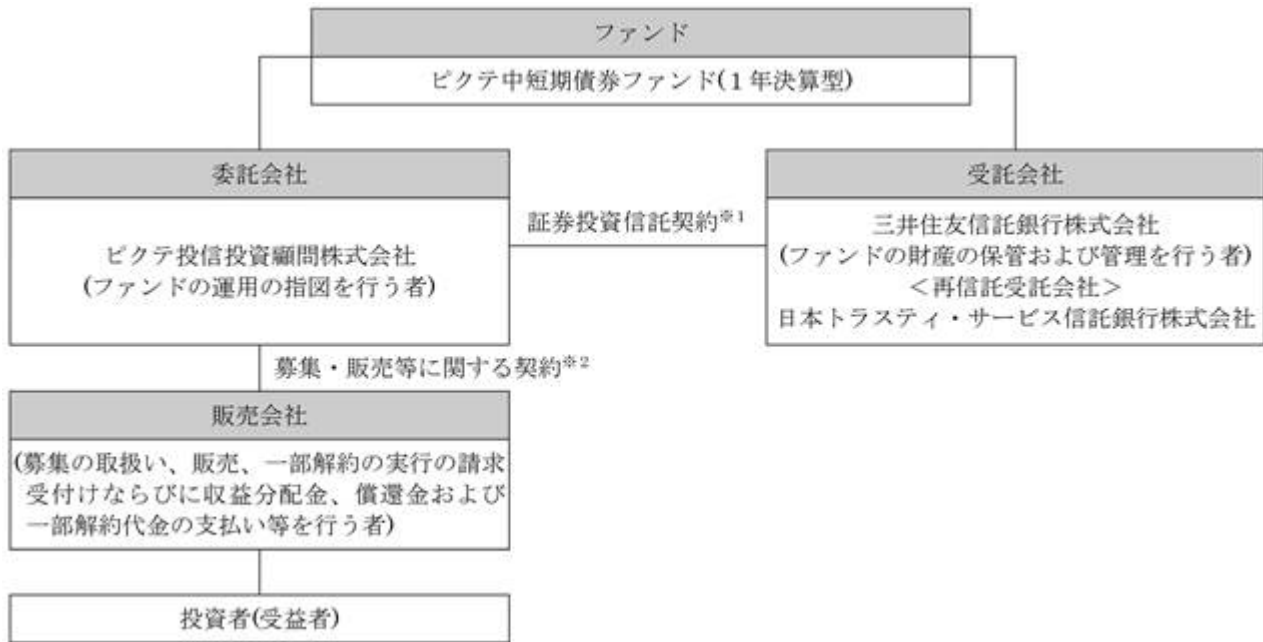 ファンド
ピクテ中短期債券ファンド(1年決算型)
委託会社
ピクテ投信投資顧問株式会社
(ファンドの運用の指図を行う者)
証券投資信託契約※1
受託会社
三井住友信託銀行株式会社
(ファンドの財産の保管および管理を行う者)
<再信託受託会社>
日本トラスティ・サービス信託銀行株式会社
募集・販売等に関する契約※2
販売会社
(募集の取扱い、販売、一部解約の実行の請求
受付けならびに収益分配金、償還金および
一部解約代金の支払い等を行う者)
投資者(受益者)